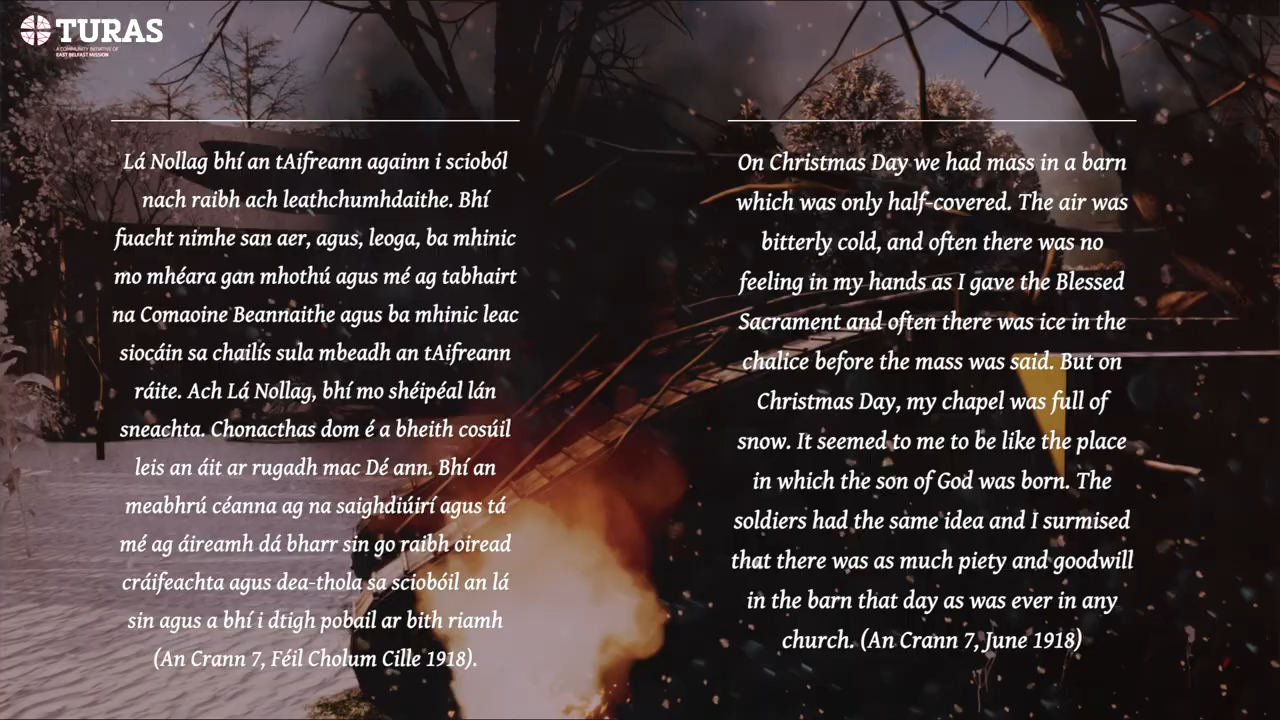 TURAS
A COMMUNITY INITIATIVE OF
EAST BELFAST MISSION
Lá Nollag bhí an tAifreann againn i scioból
nach raibh ach leathchumhdaithe. Bhí
fuacht nimhe san aer, agus, leoga, ba mhinic
mo mhéara gan mhothú agus mé ag tabhairt
na Comaoine Beannaithe agus ba mhinic leac
siocáin sa chailís sula mbeadh an tAifreann
ráite. Ach Lá Nollag, bhí mo shéipéal lán
sneachta. Chonacthas dom é a bheith cosúil
leis an áit ar rugadh mac Dé ann. Bhí an
meabhrú céanna ag na saighdiúirí agus tá
mé ag áireamh dá bharr sin go raibh oiread
cráifeachta agus dea-thola sa scioból an lá
sin agus a bhí i dtigh pobail ar bith riamh
(An Crann 7, Féil Cholum Cille 1918).
On Christmas Day we had mass in a barn
which was only half-covered. The air was
bitterly cold, and often there was no
feeling in my hands as I gave the Blessed
Sacrament and often there was ice in the
chalice before the mass was said. But on
Christmas Day, my chapel was full of
snow. It seemed to me to be like the place
in which the son of God was born. The
soldiers had the same idea and I surmised
that there was as much piety and goodwill
in the barn that day as was ever in any
church. (An Crann 7, June 1918)